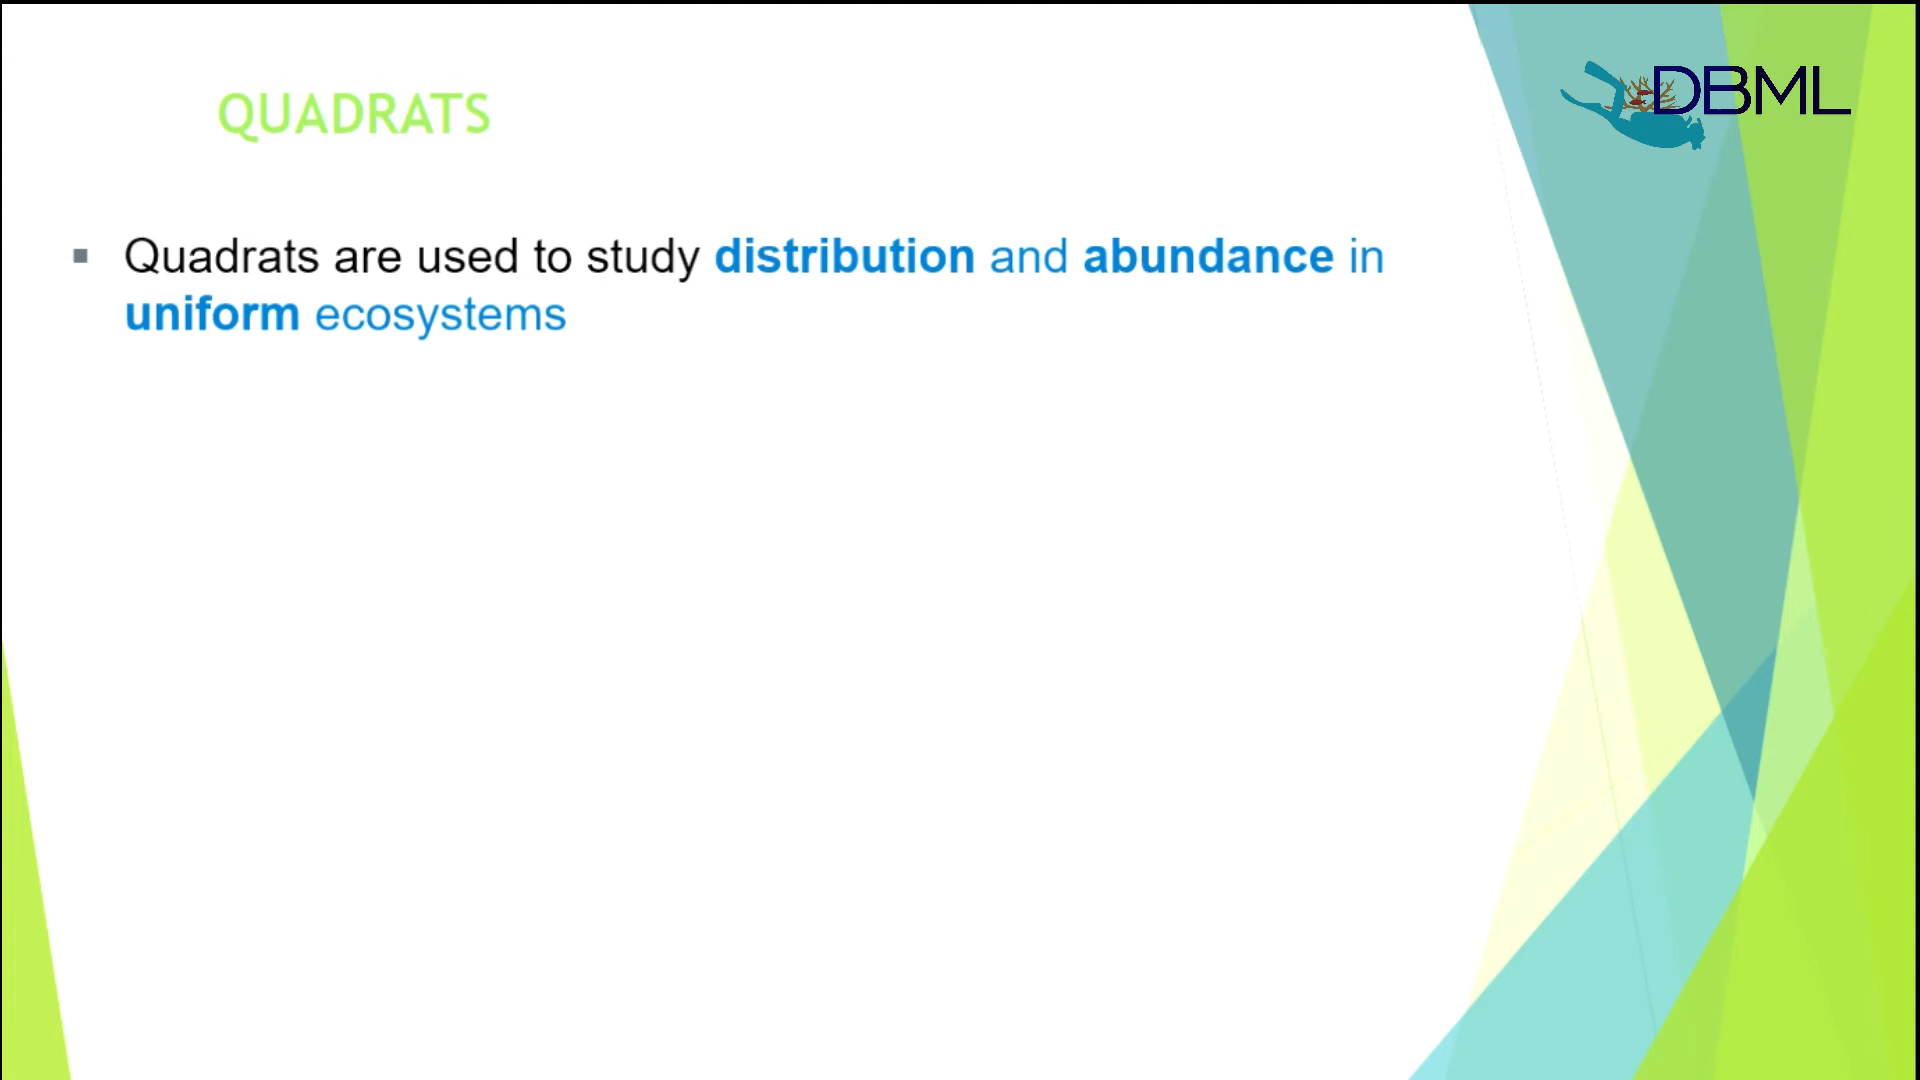 DBML
QUADRATS
▪ Quadrats are used to study distribution and abundance in
uniform ecosystems